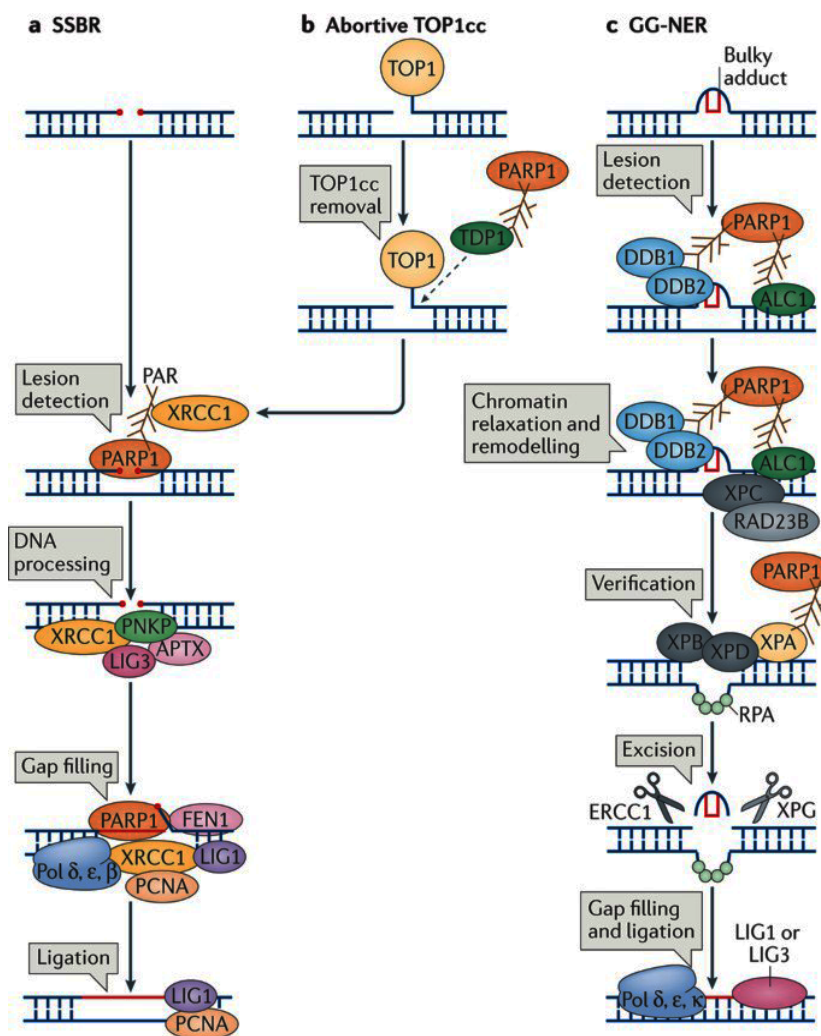 a SSBR
PAR
Lesion
detection
XRCC1
PARP1
DNA
processing
PNKP
XRCC1
APTX
LIG3
Gap filling
PARP1
FEN1
XRCC1
LIG1
Pol δ, ε, β
PCNA
Ligation
LIG1
PCNA
b Abortive TOP1cc
TOP1
TOP1cc
removal
PARP1
TDP1
TOP1
c GG-NER
Bulky
adduct
Lesion
detection
PARP1
DDB1
DDB2
ALC1
Chromatin
relaxation and
remodelling
PARP1
DDB1
DDB2
ALC1
XPC
RAD23B
PARP1
Verification
XPB
XPD
XPA
RPA
Excision
ERCC1
XPG
Gap filling
and ligation
LIG1 or
LIG3
Pol δ, ε, κ